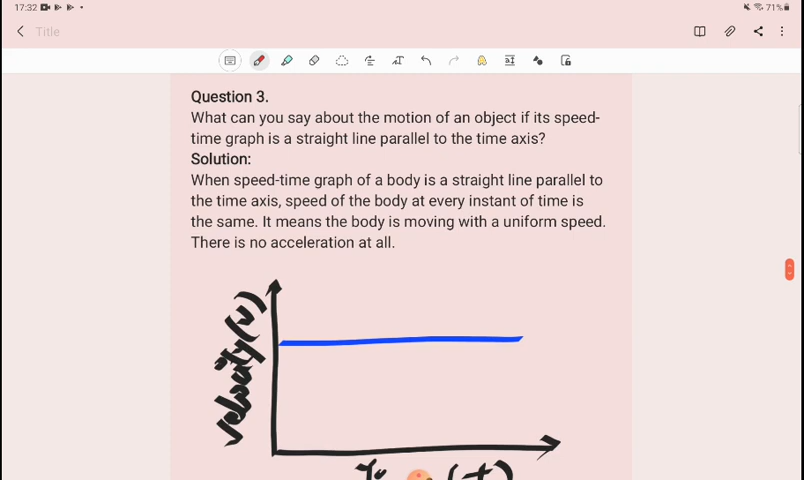 17:32
71%
Title
Question 3.
What can you say about the motion of an object if its speed-
time graph is a straight line parallel to the time axis?
Solution:
When speed-time graph of a body is a straight line parallel to
the time axis, speed of the body at every instant of time is
the same. It means the body is moving with a uniform speed.
There is no acceleration at all.
velocity(v)
(t)